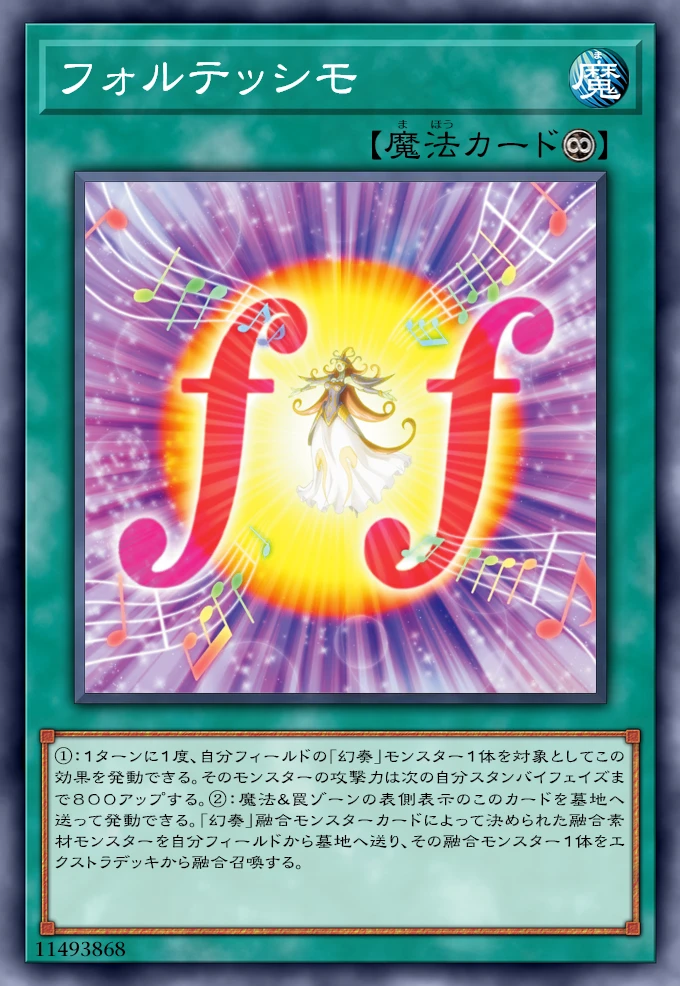 フォルテッシモ
魔
【魔法カード∞】
①:1ターンに1度、自分フィールドの「幻奏」モンスター1体を対象としてこの
効果を発動できる。そのモンスターの攻撃力は次の自分スタンバイフェイズま
で800アップする。②:魔法&罠ゾーンの表側表示のこのカードを墓地へ
送って発動できる。「幻奏」融合モンスターカードによって決められた融合素
材モンスターを自分フィールドから墓地へ送り、その融合モンスター1体をエ
クストラデッキから融合召喚する。
11493868